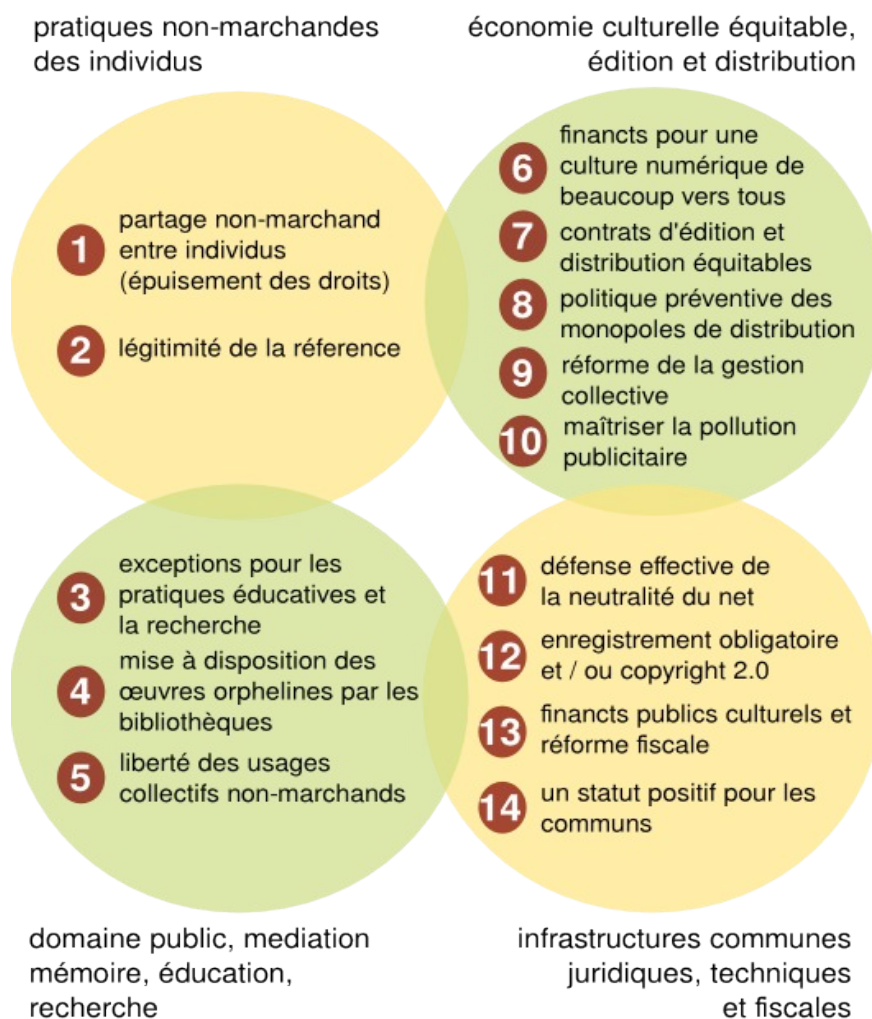 pratiques non-marchandes
des individus
économie culturelle équitable,
édition et distribution
1
partage non-marchand
entre individus
(épuisement des droits)
2
légitimité de la réference
6
financts pour une
culture numérique de
beaucoup vers tous
7
contrats d'édition et
distribution équitables
8
politique préventive des
monopoles de distribution
9
réforme de la gestion
collective
10
maîtriser la pollution
publicitaire
3
exceptions pour les
pratiques éducatives et
la recherche
4
mise à disposition des
œuvres orphelines par les
bibliothèques
5
liberté des usages
collectifs non-marchands
11
défense effective de
la neutralité du net
12
enregistrement obligatoire
et / ou copyright 2.0
13
financts publics culturels et
réforme fiscale
14
un statut positif pour les
communs
domaine public, mediation
mémoire, éducation,
recherche
infrastructures communes
juridiques, techniques
et fiscales